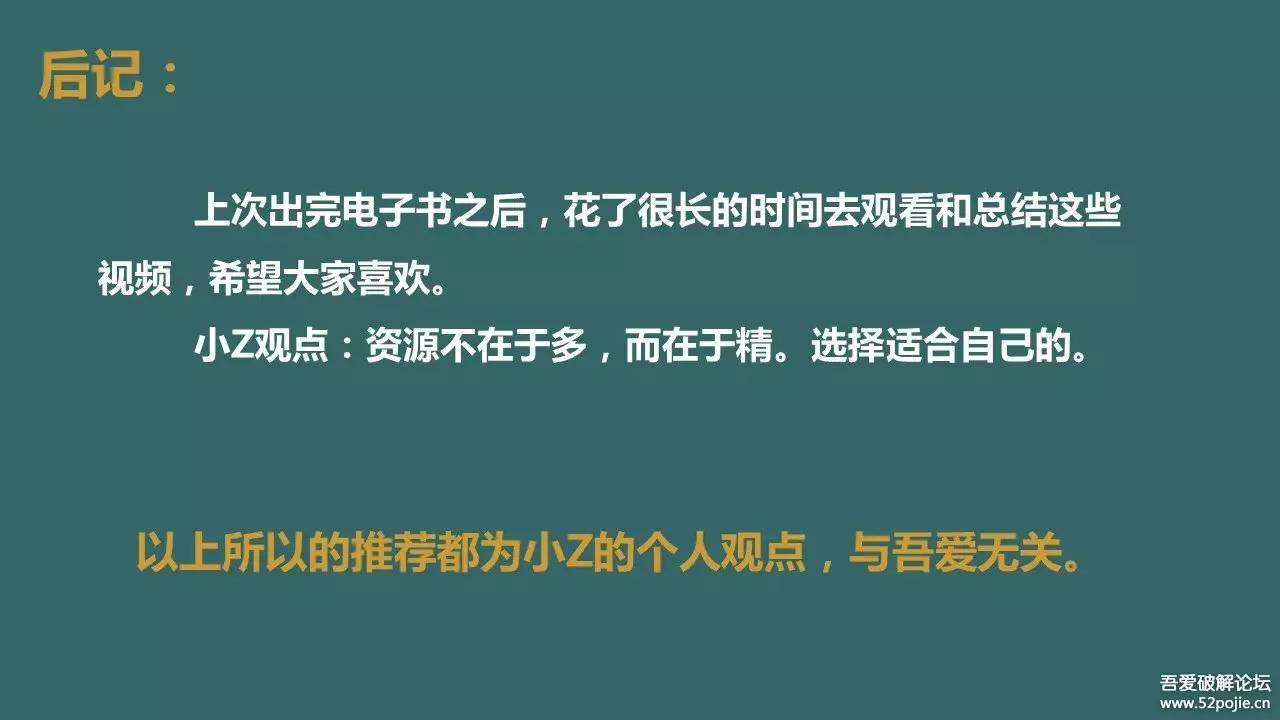 后记：
上次出完电子书之后，花了很长的时间去观看和总结这些
视频，希望大家喜欢。
小Z观点：资源不在于多，而在于精。选择适合自己的。
以上所以的推荐都为小Z的个人观点，与吾爱无关。
吾爱破解论坛
www.52pojie.cn